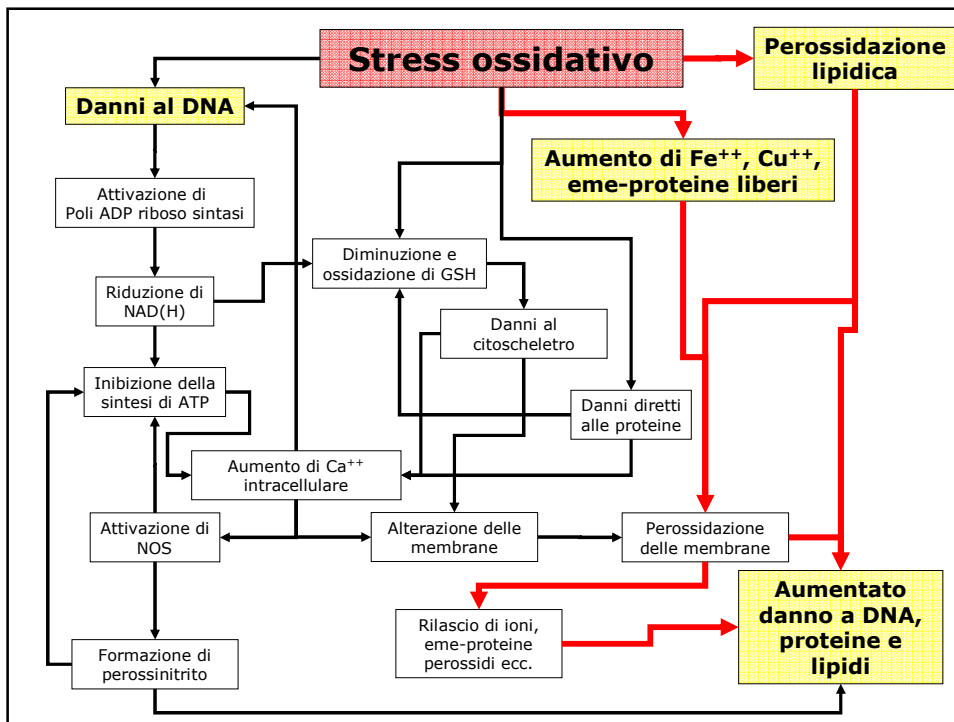 Stress ossidativo
Perossidazione
lipidica
Danni al DNA
Aumento di Fe⁺⁺, Cu⁺⁺,
eme-proteine liberi
Attivazione di
Poli ADP riboso sintasi
Diminuzione e
ossidazione di GSH
Riduzione di
NAD(H)
Danni al
citoscheletro
Inibizione della
sintesi di ATP
Danni diretti
alle proteine
Aumento di Ca⁺⁺
intracellulare
Attivazione di
NOS
Alterazione delle
membrane
Perossidazione
delle membrane
Aumentato
danno a DNA,
proteine e
lipidi
Rilascio di ioni,
eme-proteine
perossidi ecc.
Formazione di
perossinitrito